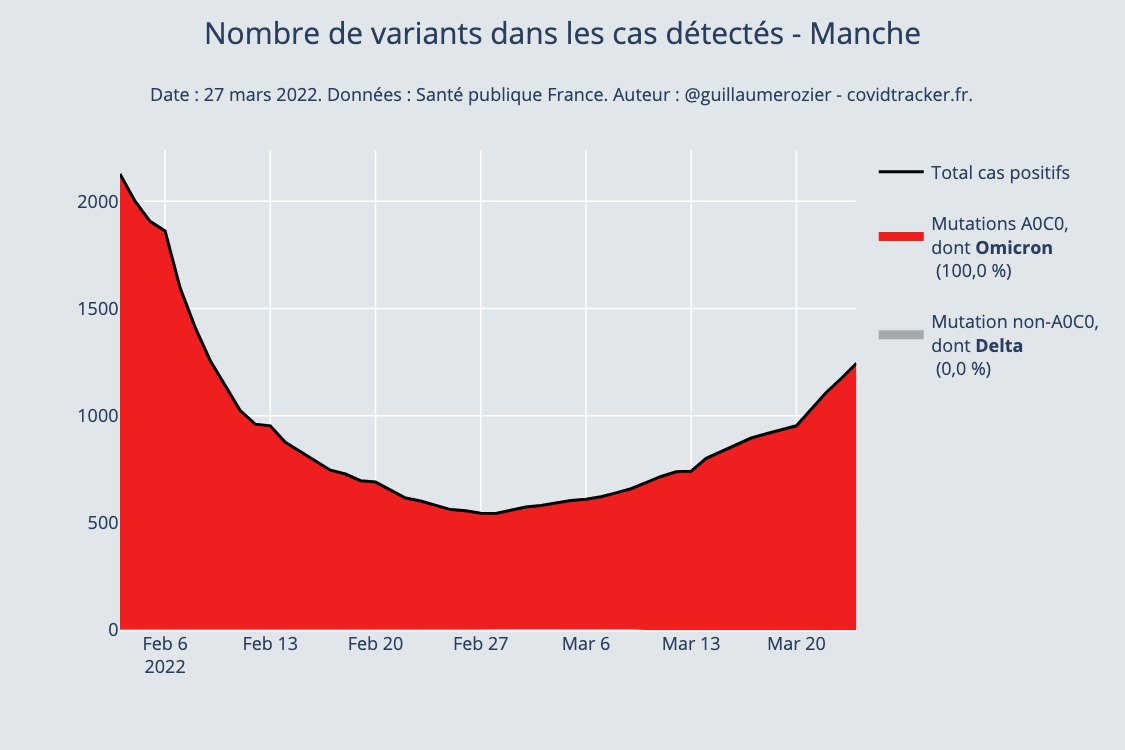 Nombre de variants dans les cas détectés - Manche
Date : 27 mars 2022. Données : Santé publique France. Auteur : @guillaumerozier - covidtracker.fr.
Total cas positifs
Mutations A0C0,
dont Omicron
(100,0 %)
Mutation non-A0C0,
dont Delta
(0,0 %)
2000
1500
1000
500
0
Feb 6 Feb 13 Feb 20 Feb 27 Mar 6 Mar 13 Mar 20
2022